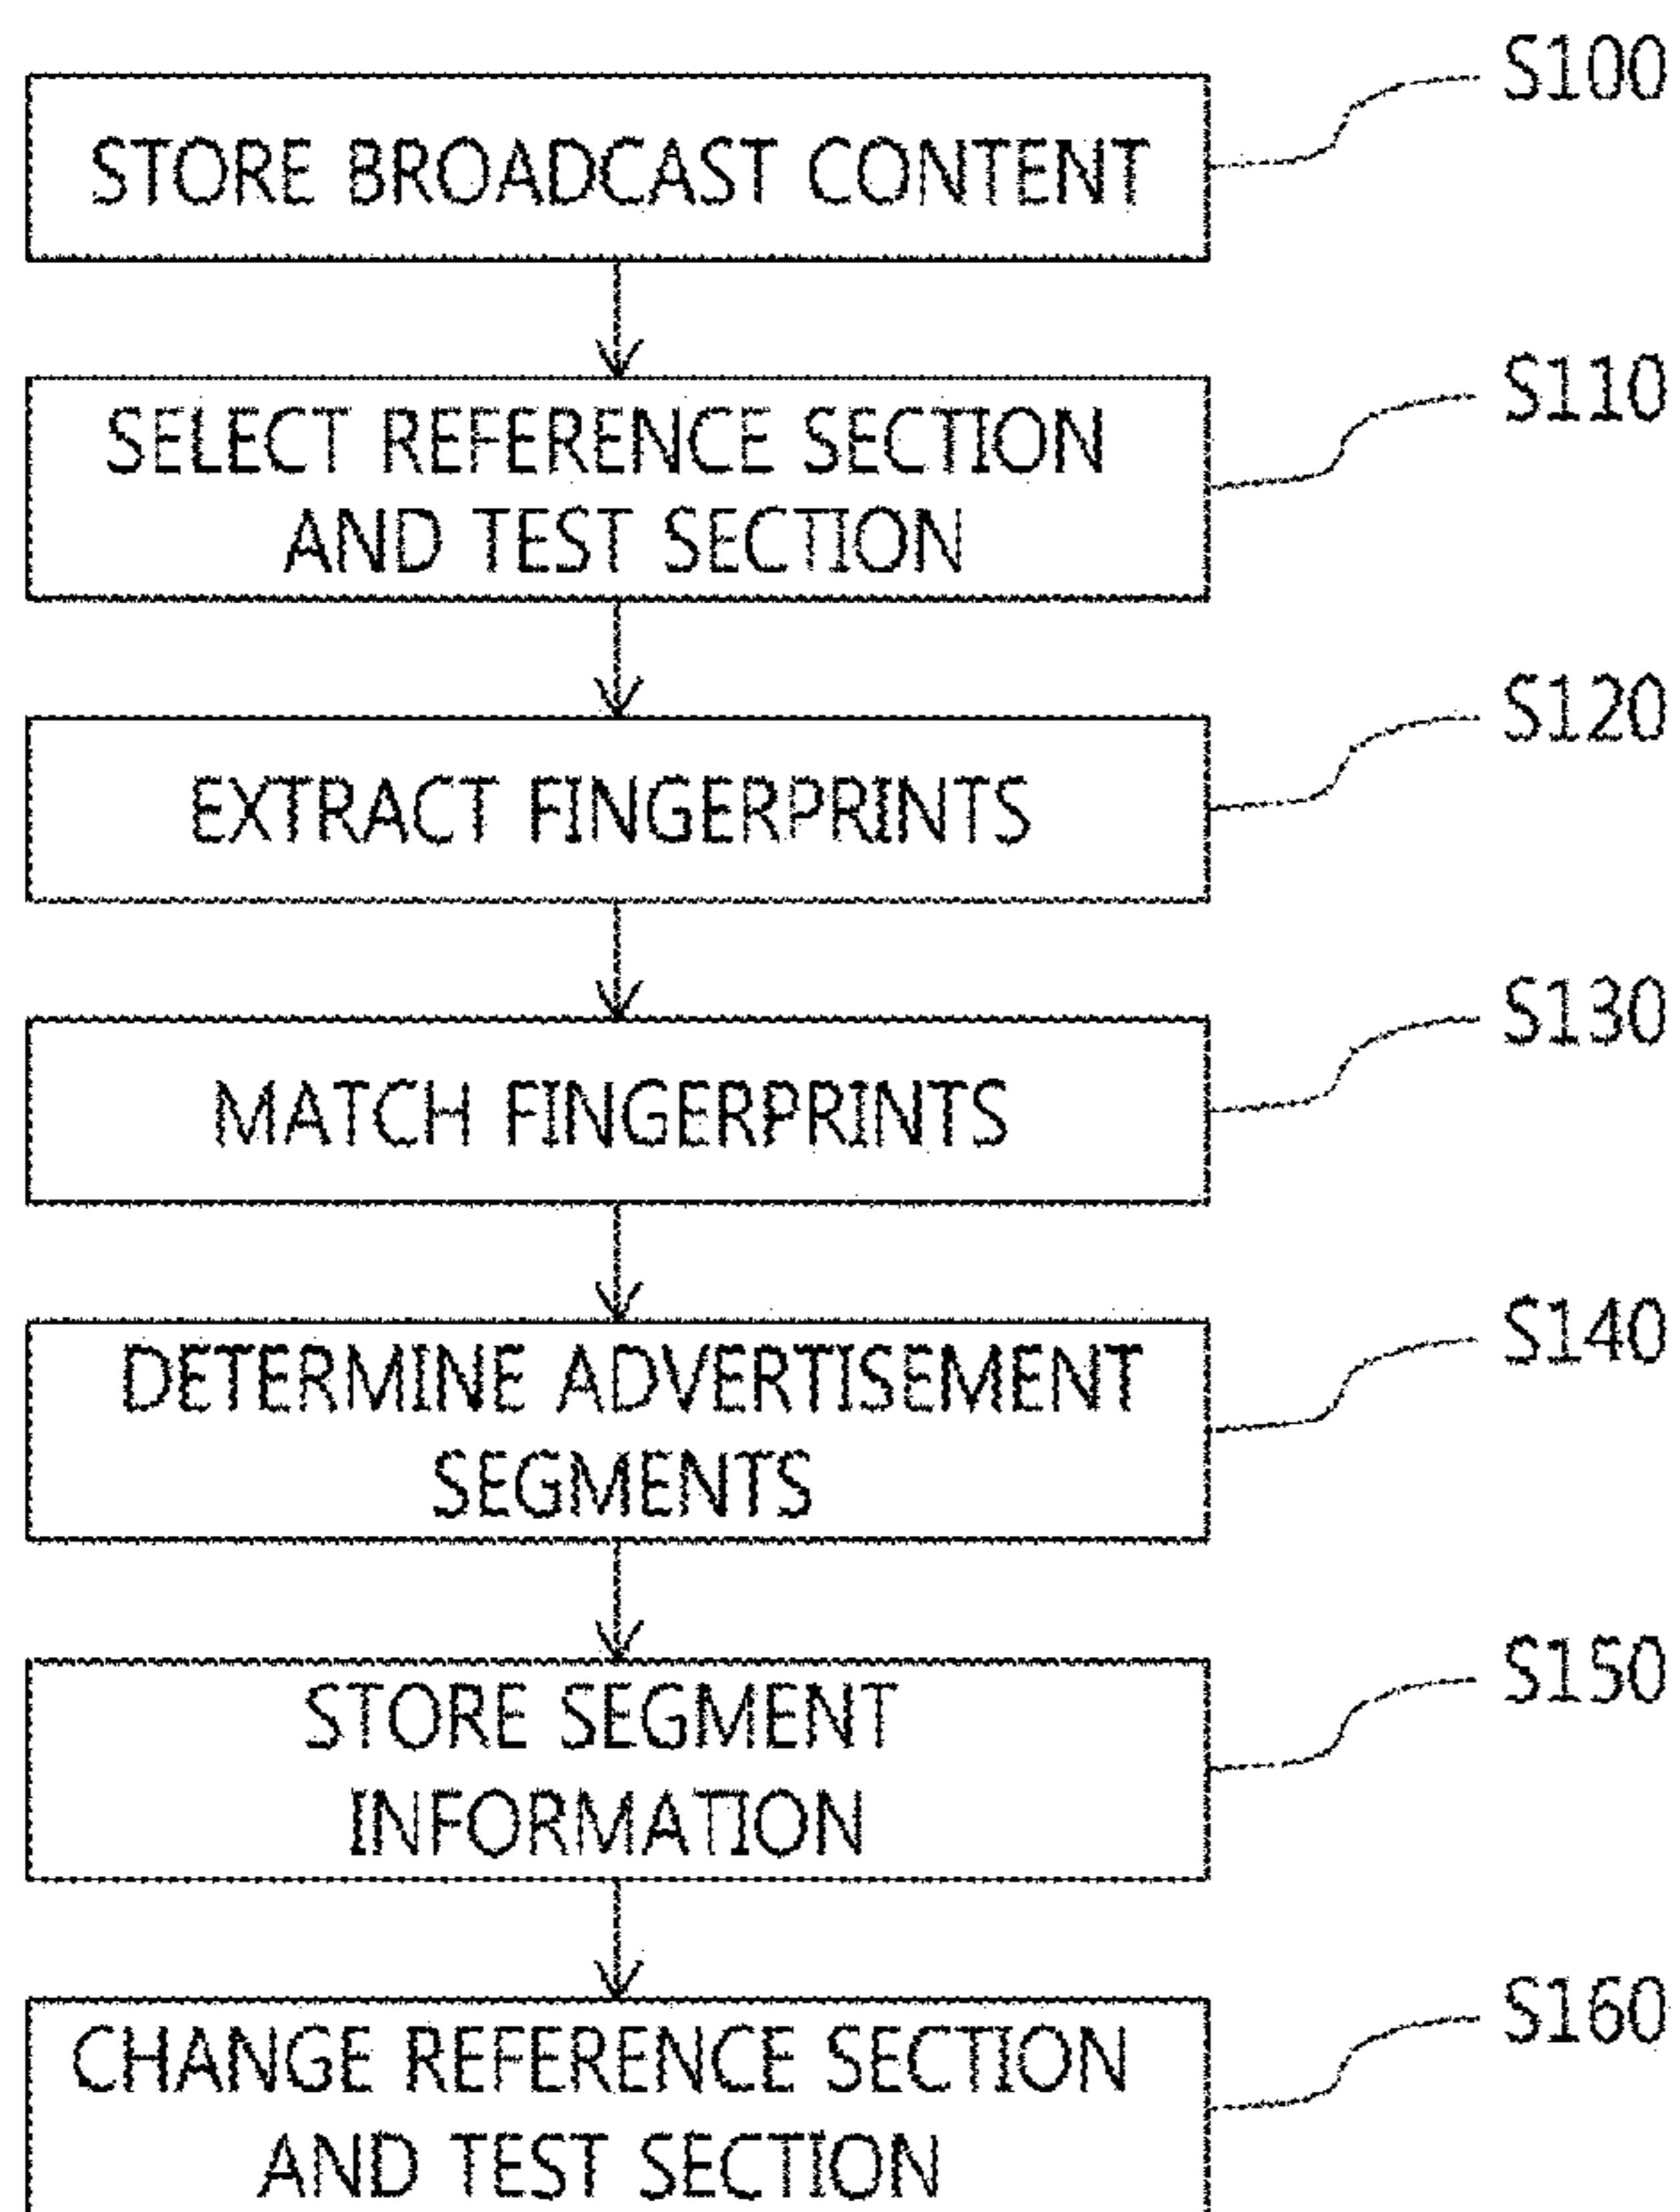 S100
STORE BROADCAST CONTENT
S110
SELECT REFERENCE SECTION
AND TEST SECTION
S120
EXTRACT FINGERPRINTS
S130
MATCH FINGERPRINTS
S140
DETERMINE ADVERTISEMENT
SEGMENTS
S150
STORE SEGMENT
INFORMATION
S160
CHANGE REFERENCE SECTION
AND TEST SECTION